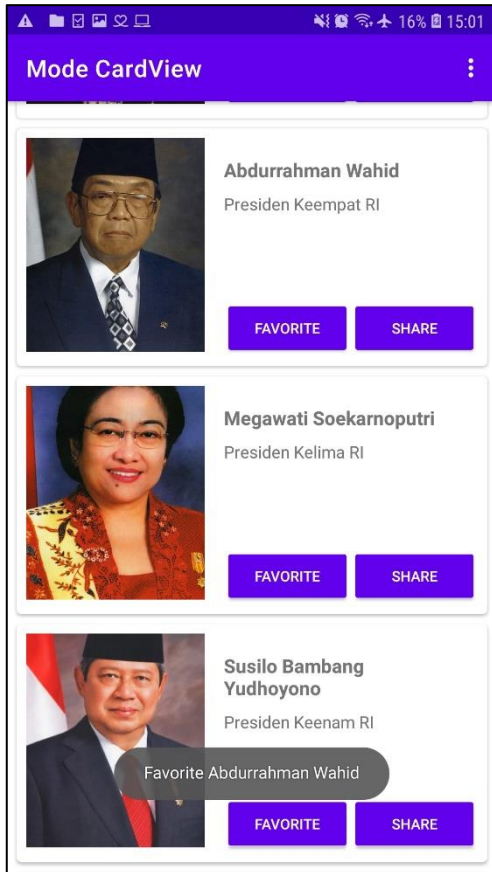 16% 15:01
Mode CardView
Abdurrahman Wahid
Presiden Keempat RI
FAVORITE SHARE
Megawati Soekarnoputri
Presiden Kelima RI
FAVORITE SHARE
Susilo Bambang
Yudhoyono
Presiden Keenam RI
Favorite Abdurrahman Wahid
FAVORITE SHARE